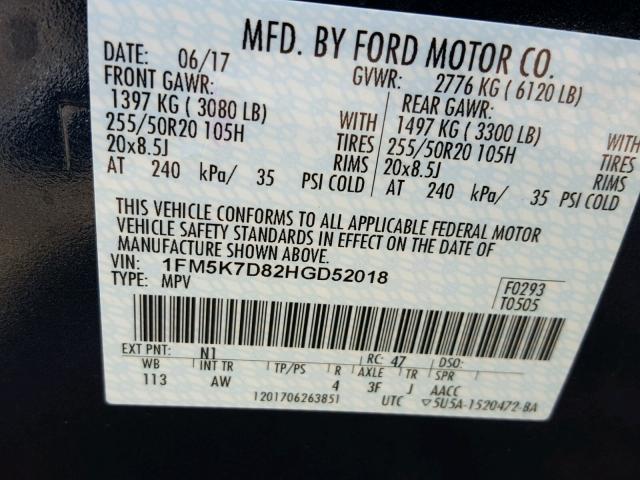 MFD. BY FORD MOTOR CO.
DATE: 06/17 GVWR: 2776 KG ( 6120 LB)
FRONT GAWR: REAR GAWR:
1397 KG ( 3080 LB) WITH 1497 KG ( 3300 LB) WITH
255/50R20 105H TIRES 255/50R20 105H TIRES
20x8.5J RIMS 20x8.5J RIMS
AT 240 kPa/ 35 PSI COLD AT 240 kPa/ 35 PSI COLD
THIS VEHICLE CONFORMS TO ALL APPLICABLE FEDERAL MOTOR
VEHICLE SAFETY STANDARDS IN EFFECT ON THE DATE OF
MANUFACTURE SHOWN ABOVE.
VIN: 1FM5K7D82HGD52018
TYPE: MPV
F0293
T0505
EXT PNT: N1 RC: 47 DSO:
WB INT TR TP/PS R AXLE TR SPR
113 AW 4 3F J AACC
1201706263851 UTC ▽5U5A-1520472-BA